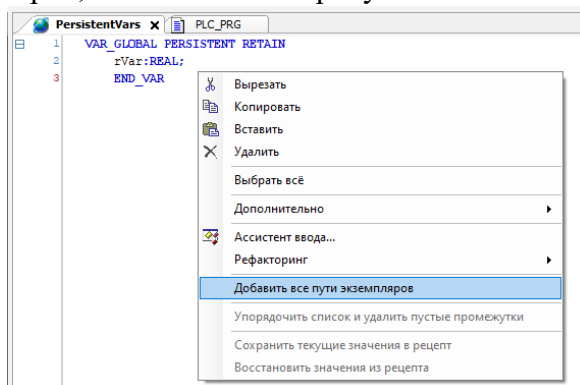 PersistentVars X PLC_PRG
1 VAR_GLOBAL PERSISTENT RETAIN
2 rVar:REAL;
3 END_VAR
Вырезать
Копировать
Вставить
Удалить
Выбрать всё
Дополнительно
Ассистент ввода...
Рефакторинг
Добавить все пути экземпляров
Упорядочить список и удалить пустые промежутки
Сохранить текущие значения в рецепт
Восстановить значения из рецепта